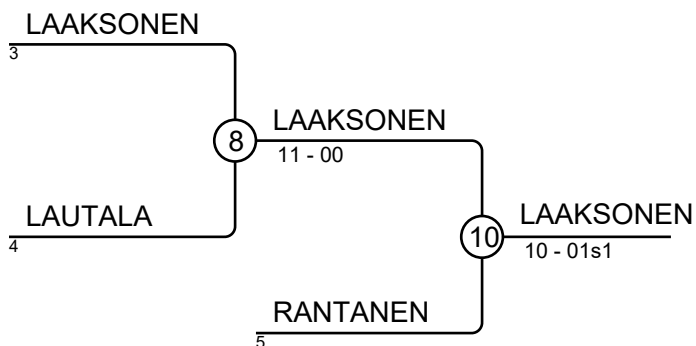 LAAKSONEN
3
8
LAAKSONEN
11 - 00
LAUTALA
4
10
LAAKSONEN
10 - 01s1
RANTANEN
5